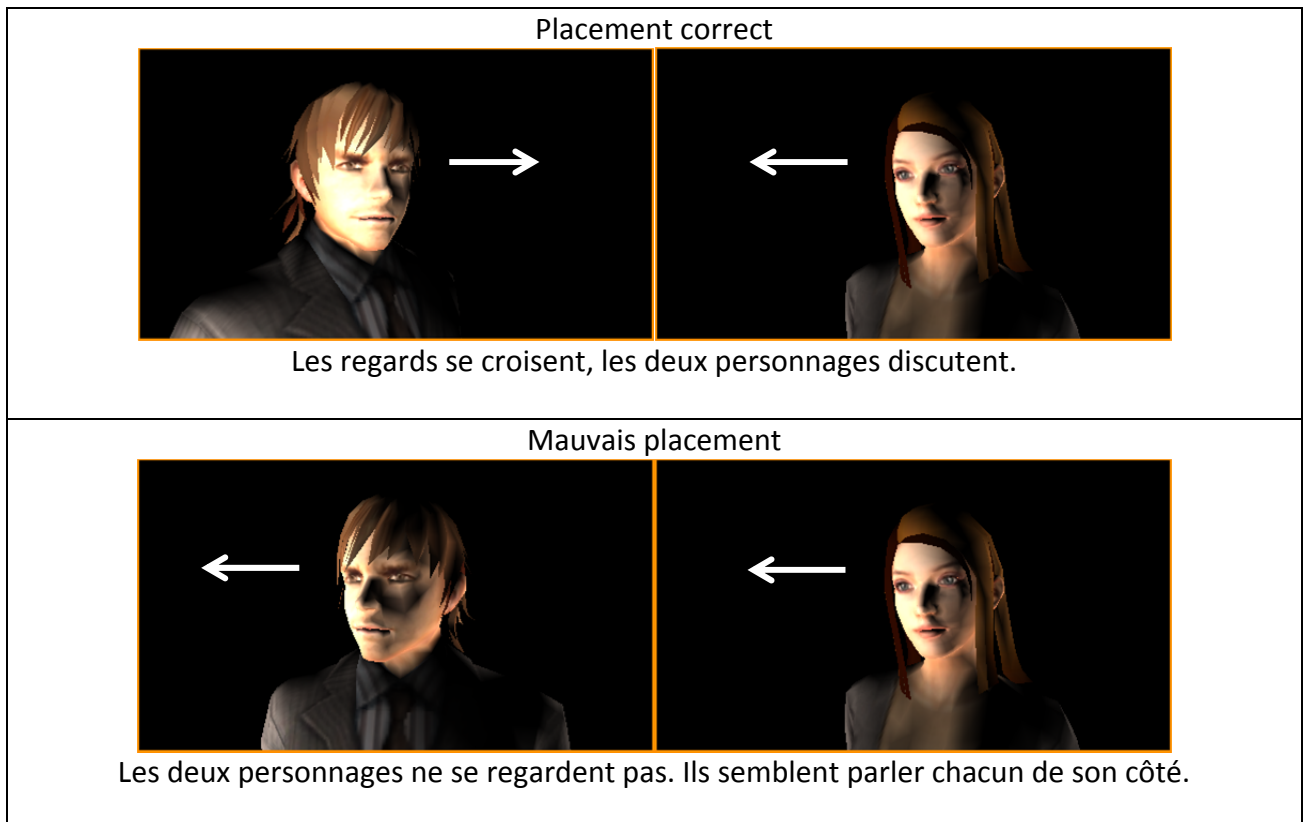 Placement correct
Les regards se croisent, les deux personnages discutent.
Mauvais placement
Les deux personnages ne se regardent pas. Ils semblent parler chacun de son côté.